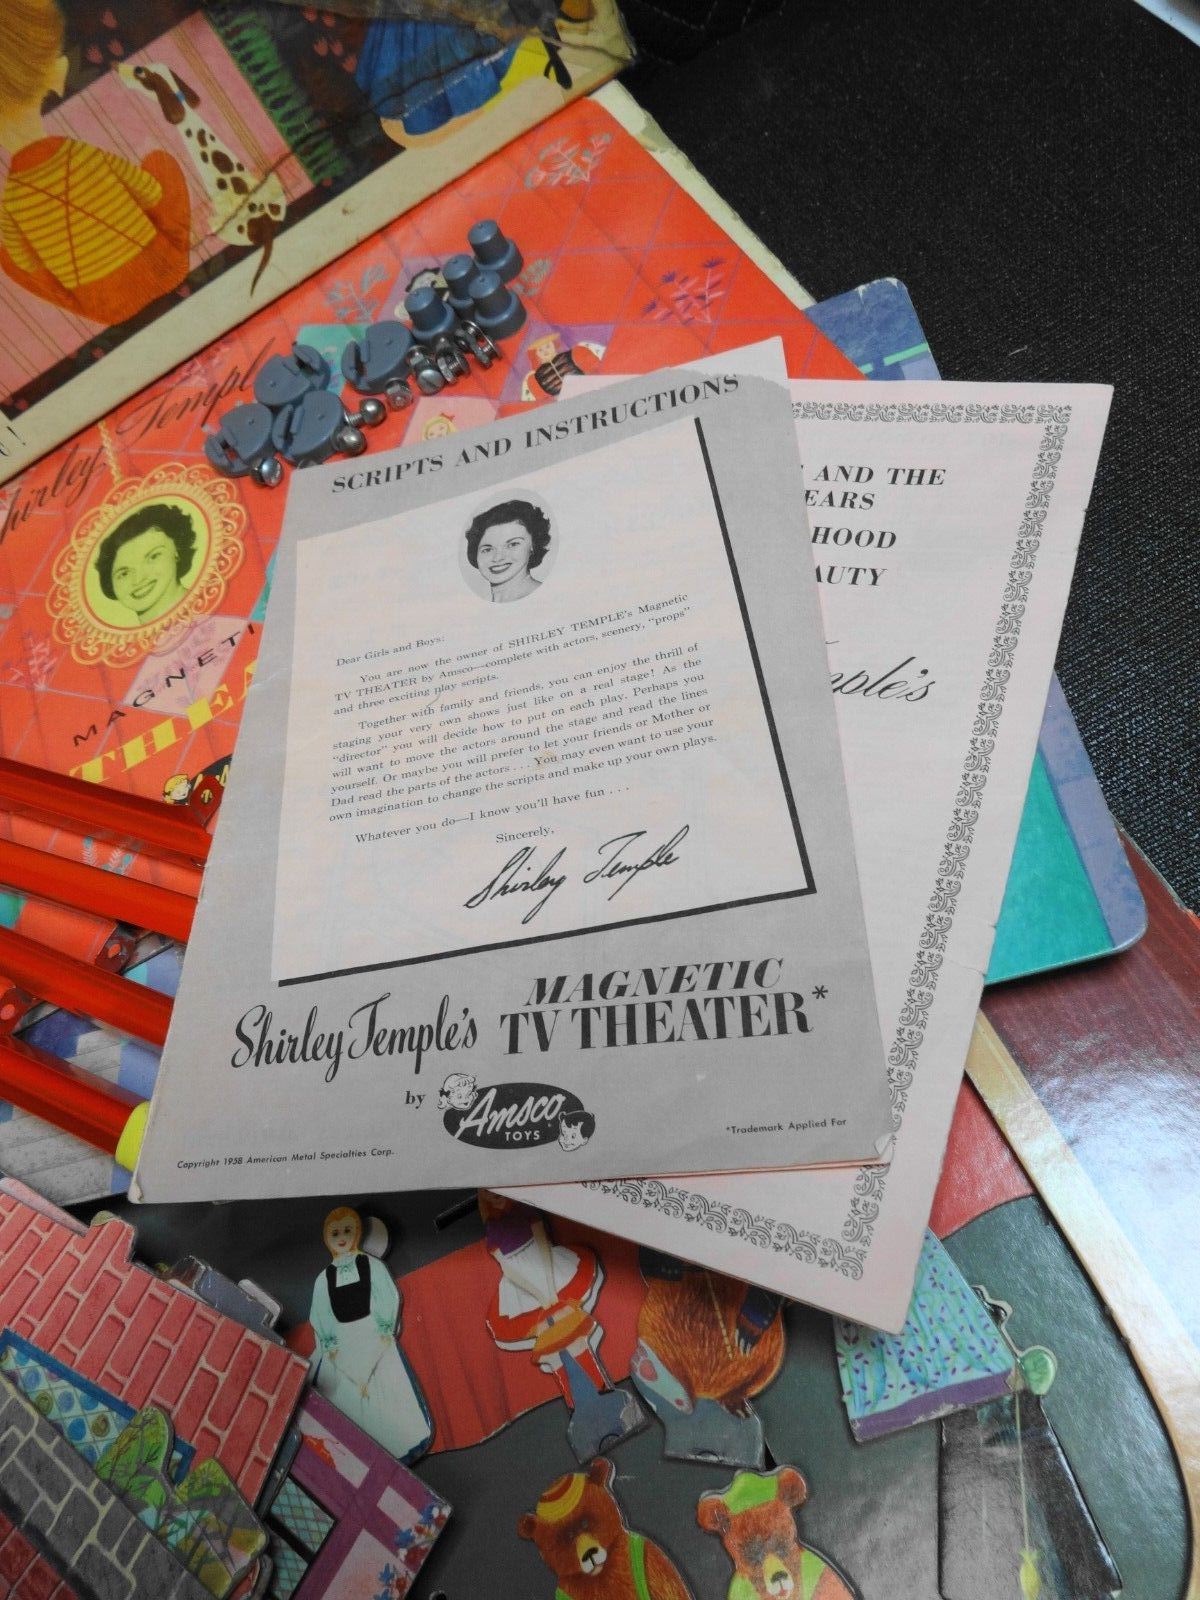 Shirley Temple
MAGNETI
THEA
SCRIPTS AND INSTRUCTIONS
Dear Girls and Boys:
You are now the owner of SHIRLEY TEMPLE's Magnetic
TV THEATER by Amsco—complete with actors, scenery, "props"
and three exciting play scripts.
Together with family and friends, you can enjoy the thrill of
staging your very own shows just like on a real stage! As the
"director" you will decide how to put on each play. Perhaps you
will want to move the actors around the stage and read the lines
yourself. Or maybe you will prefer to let your friends or Mother or
Dad read the parts of the actors . . . You may even want to use your
own imagination to change the scripts and make up your own plays.
Whatever you do—I know you'll have fun . . .
Sincerely,
Shirley Temple
Shirley Temple's MAGNETIC
TV THEATER*
by Amsco
TOYS
*Trademark Applied For
Copyright 1958 American Metal Specialties Corp.
AND THE
EARS
HOOD
AUTY
ple's